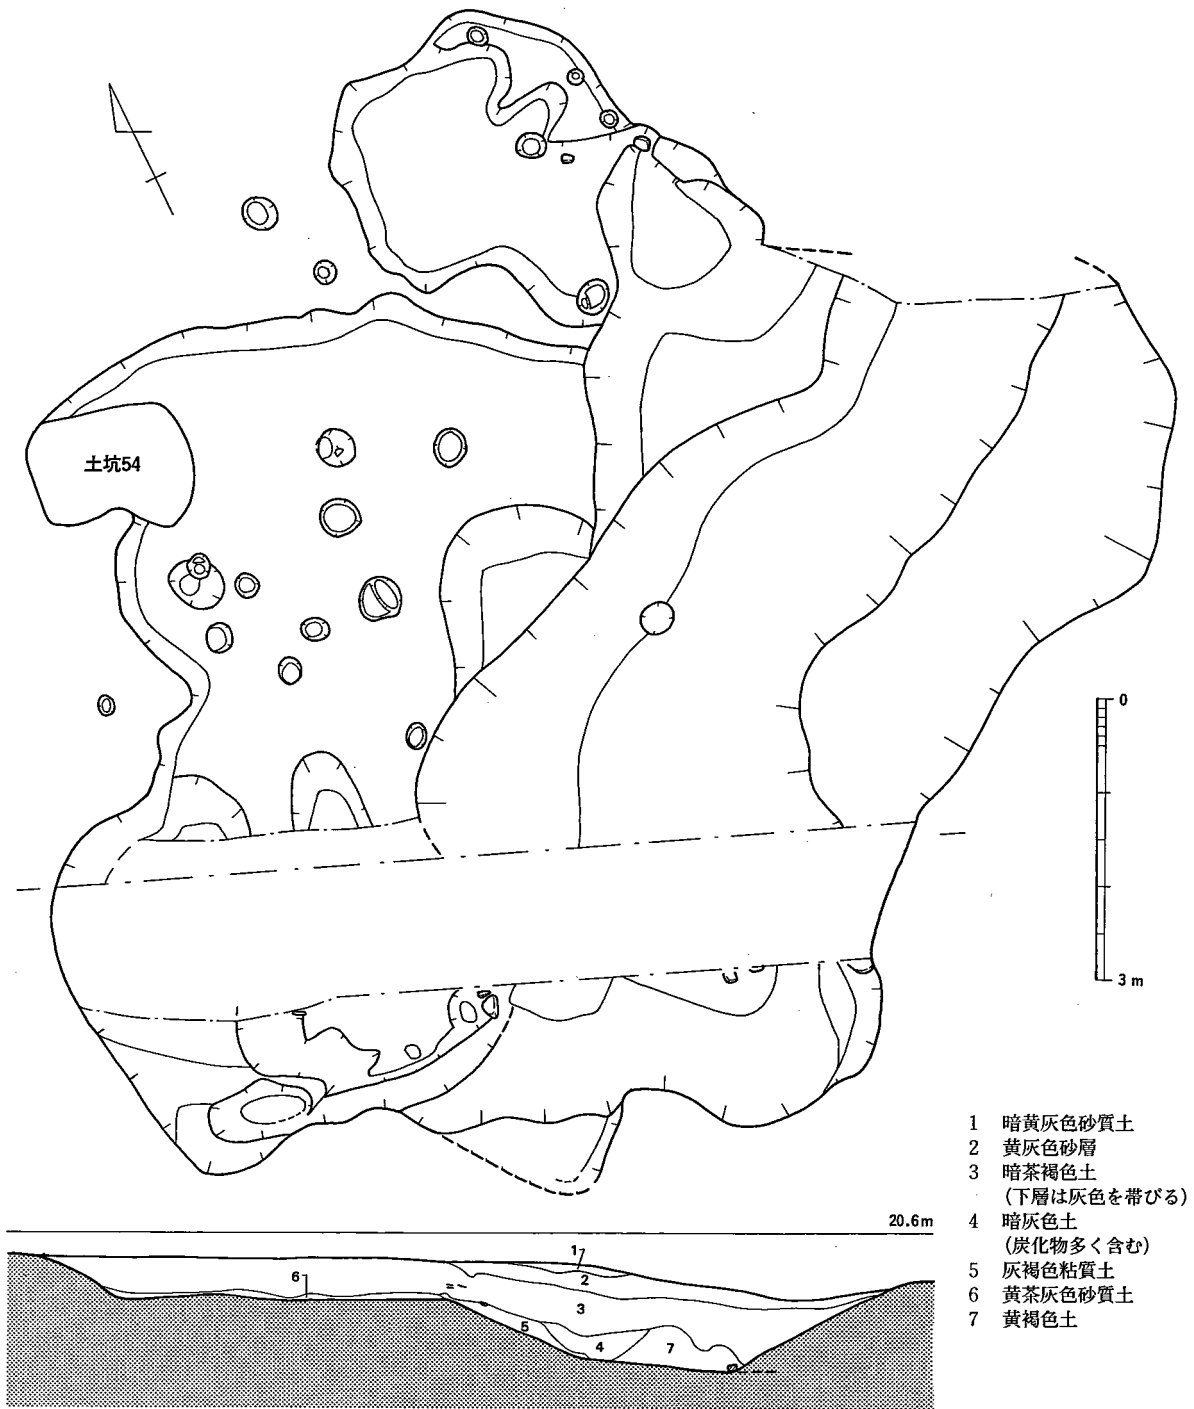 土坑54
0
3 m
1 暗黄灰色砂質土
2 黄灰色砂層
3 暗茶褐色土
(下層は灰色を帯びる)
4 暗灰色土
(炭化物多く含む)
5 灰褐色粘質土
6 黄茶灰色砂質土
7 黄褐色土
20.6m
1
2
6
3
5
4
7